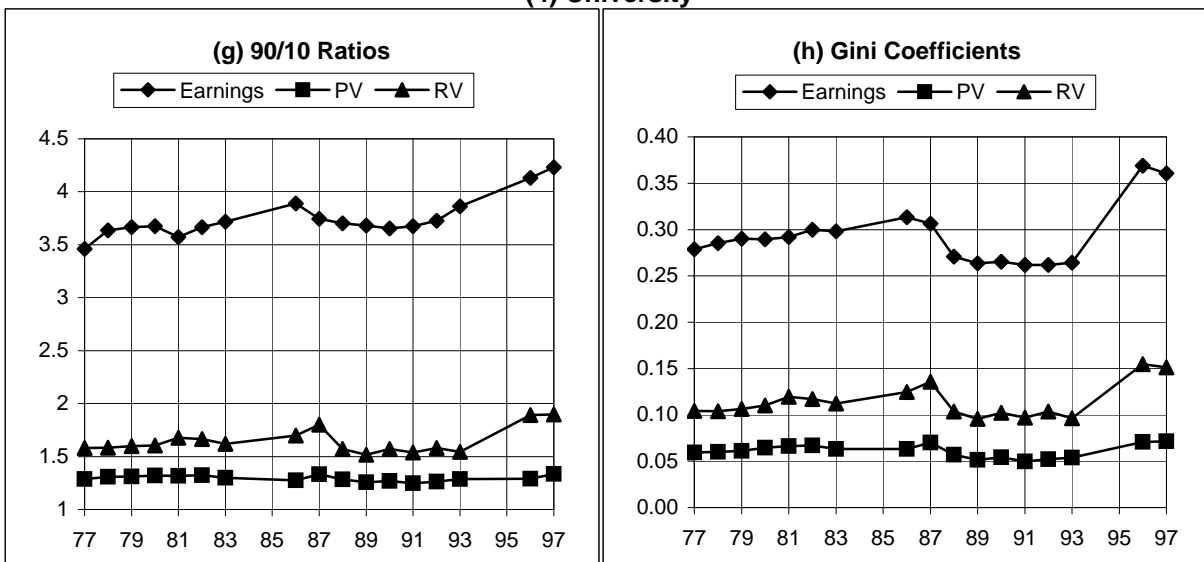 University
(g) 90/10 Ratios
Earnings PV RV
4.5
4
3.5
3
2.5
2
1.5
1
77 79 81 83 85 87 89 91 93 95 97
(h) Gini Coefficients
Earnings PV RV
0.40
0.35
0.30
0.25
0.20
0.15
0.10
0.05
0.00
77 79 81 83 85 87 89 91 93 95 97